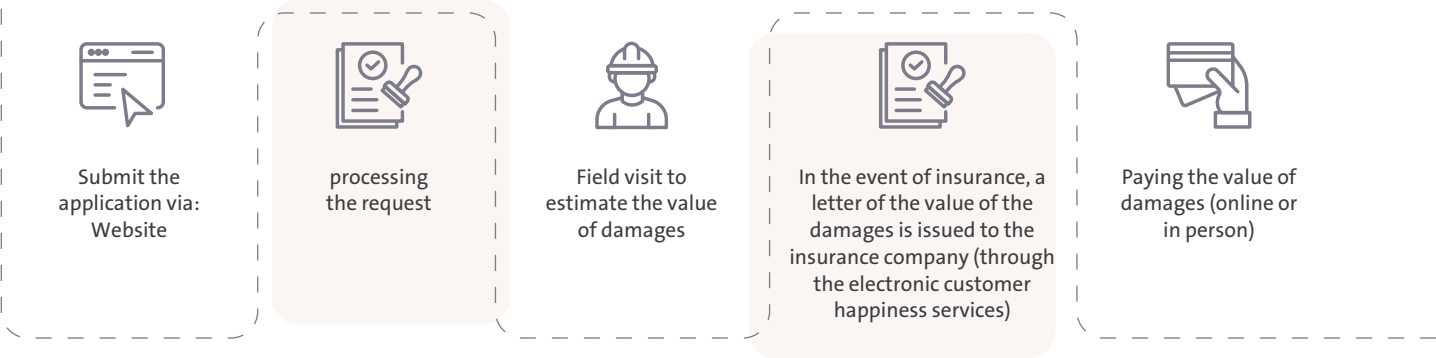 Submit the
application via:
Website
processing
the request
Field visit to
estimate the value
of damages
In the event of insurance, a
letter of the value of the
damages is issued to the
insurance company (through
the electronic customer
happiness services)
Paying the value of
damages (online or
in person)